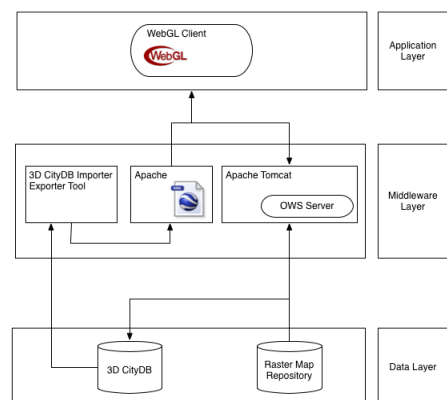 WebGL Client
WebGL
Application
Layer
3D CityDB Importer
Exporter Tool
Apache
Apache Tomcat
OWS Server
Middleware
Layer
3D CityDB
Raster Map
Repository
Data Layer